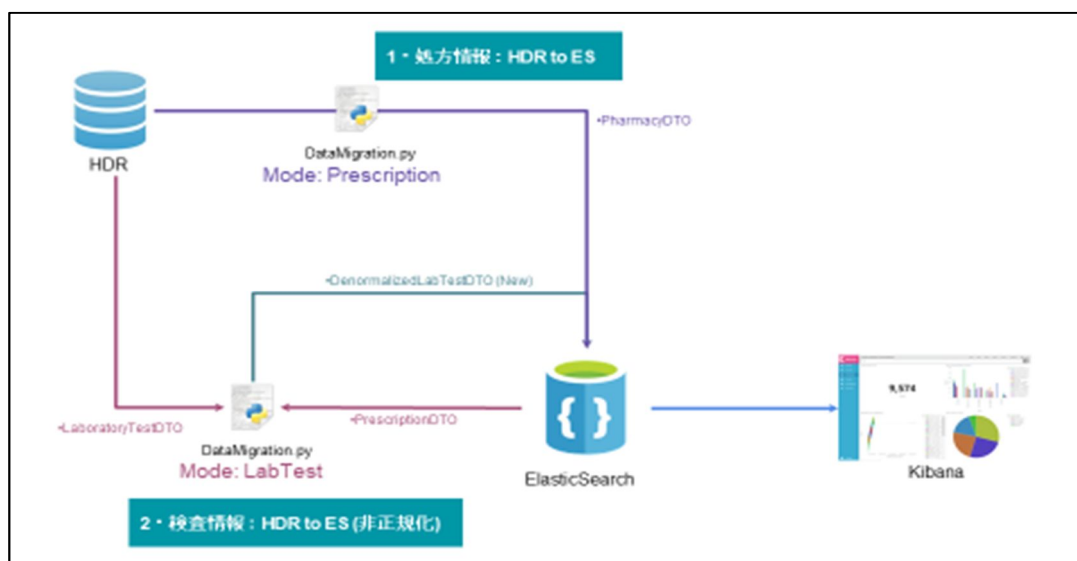 1・処方情報：HDR to ES
HDR
•PharmacyDTO
DataMigration.py
Mode: Prescription
•DenormalizedLabTestDTO (New)
•LaboratoryTestDTO
•PrescriptionDTO
DataMigration.py
Mode: LabTest
ElasticSearch
9,574
Kibana
2・検査情報：HDR to ES (非正規化)